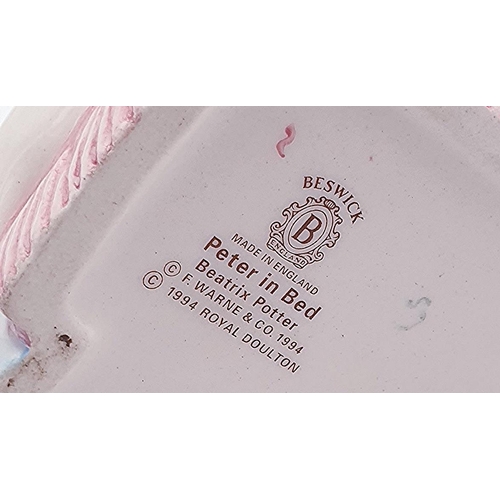 BESWICK
B
ENGLAND
MADE IN ENGLAND
Peter in Bed
Beatrix Potter
© F. WARNE & CO. 1994
© 1994 ROYAL DOULTON